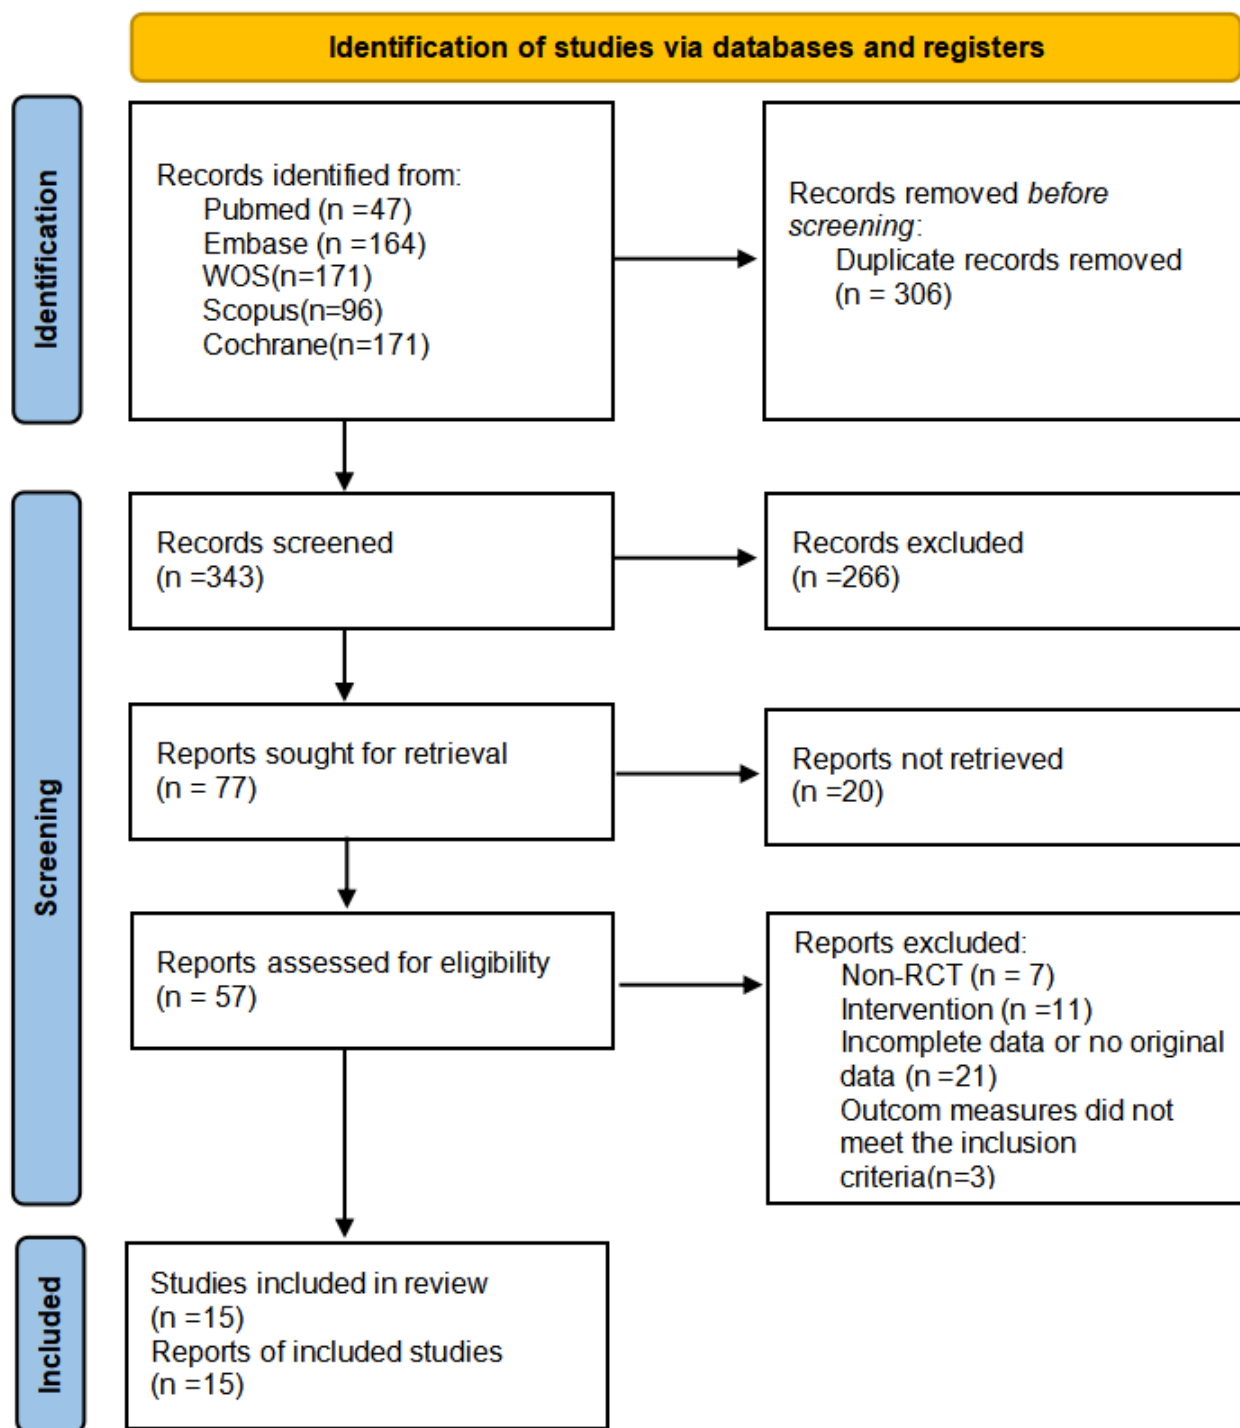 Identification of studies via databases and registers
Identification
Records identified from:
Pubmed (n =47)
Embase (n =164)
WOS(n=171)
Scopus(n=96)
Cochrane(n=171)
Records removed before
screening:
Duplicate records removed
(n = 306)
Screening
Records screened
(n =343)
Records excluded
(n =266)
Reports sought for retrieval
(n = 77)
Reports not retrieved
(n =20)
Reports assessed for eligibility
(n = 57)
Reports excluded:
Non-RCT (n = 7)
Intervention (n =11)
Incomplete data or no original
data (n =21)
Outcom measures did not
meet the inclusion
criteria(n=3)
Included
Studies included in review
(n =15)
Reports of included studies
(n =15)